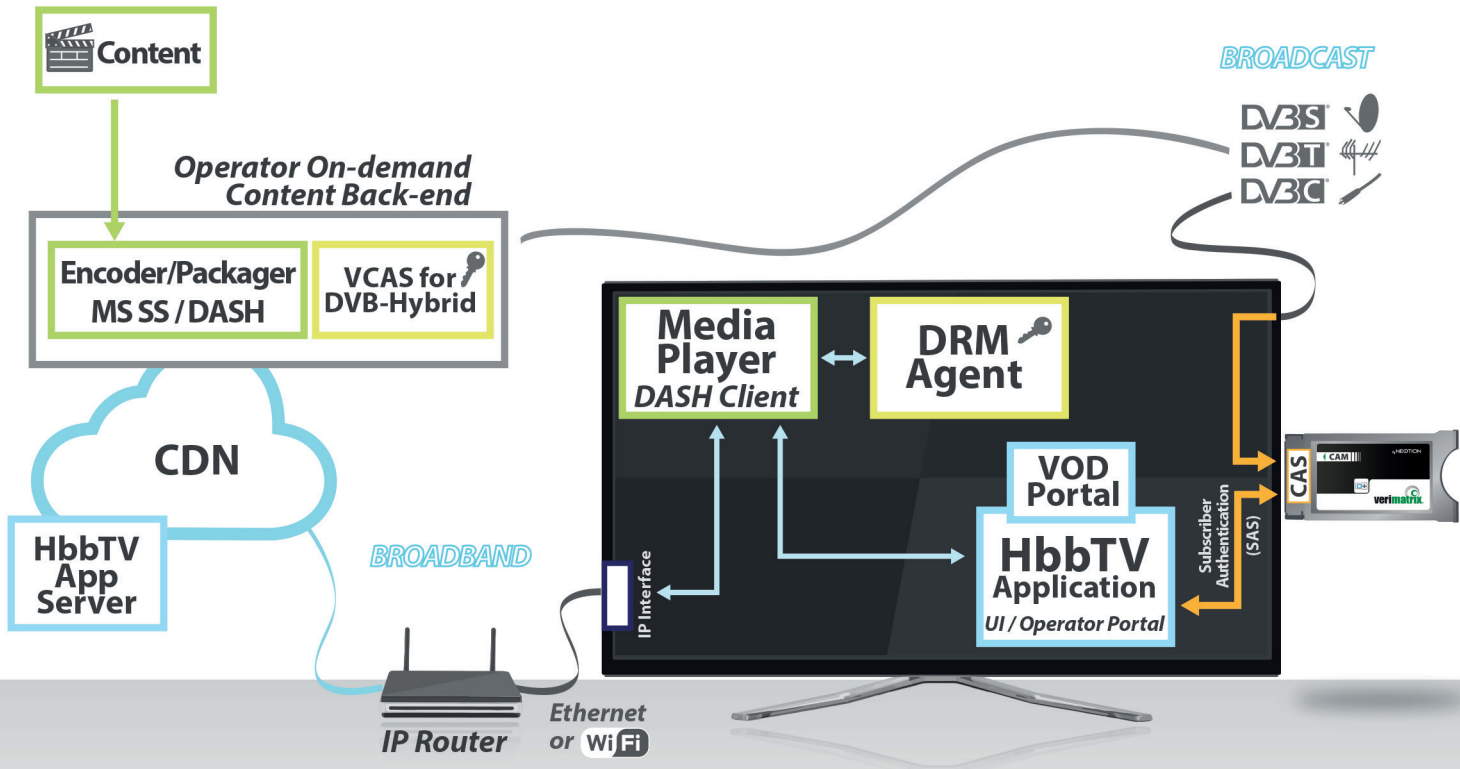 Content
BROADCAST
DVB S
DVB T
DVB C
Operator On-demand
Content Back-end
Encoder/Packager
MS SS / DASH
VCAS for
DVB-Hybrid
Media
Player
DASH Client
DRM
Agent
CDN
HbbTV
App
Server
BROADBAND
IP Interface
VOD
Portal
HbbTV
Application
UI / Operator Portal
Subscriber
Authentication
(SAS)
CAS
CAM
by NEOTION
CI+
verimatrix
IP Router
Ethernet
or WiFi